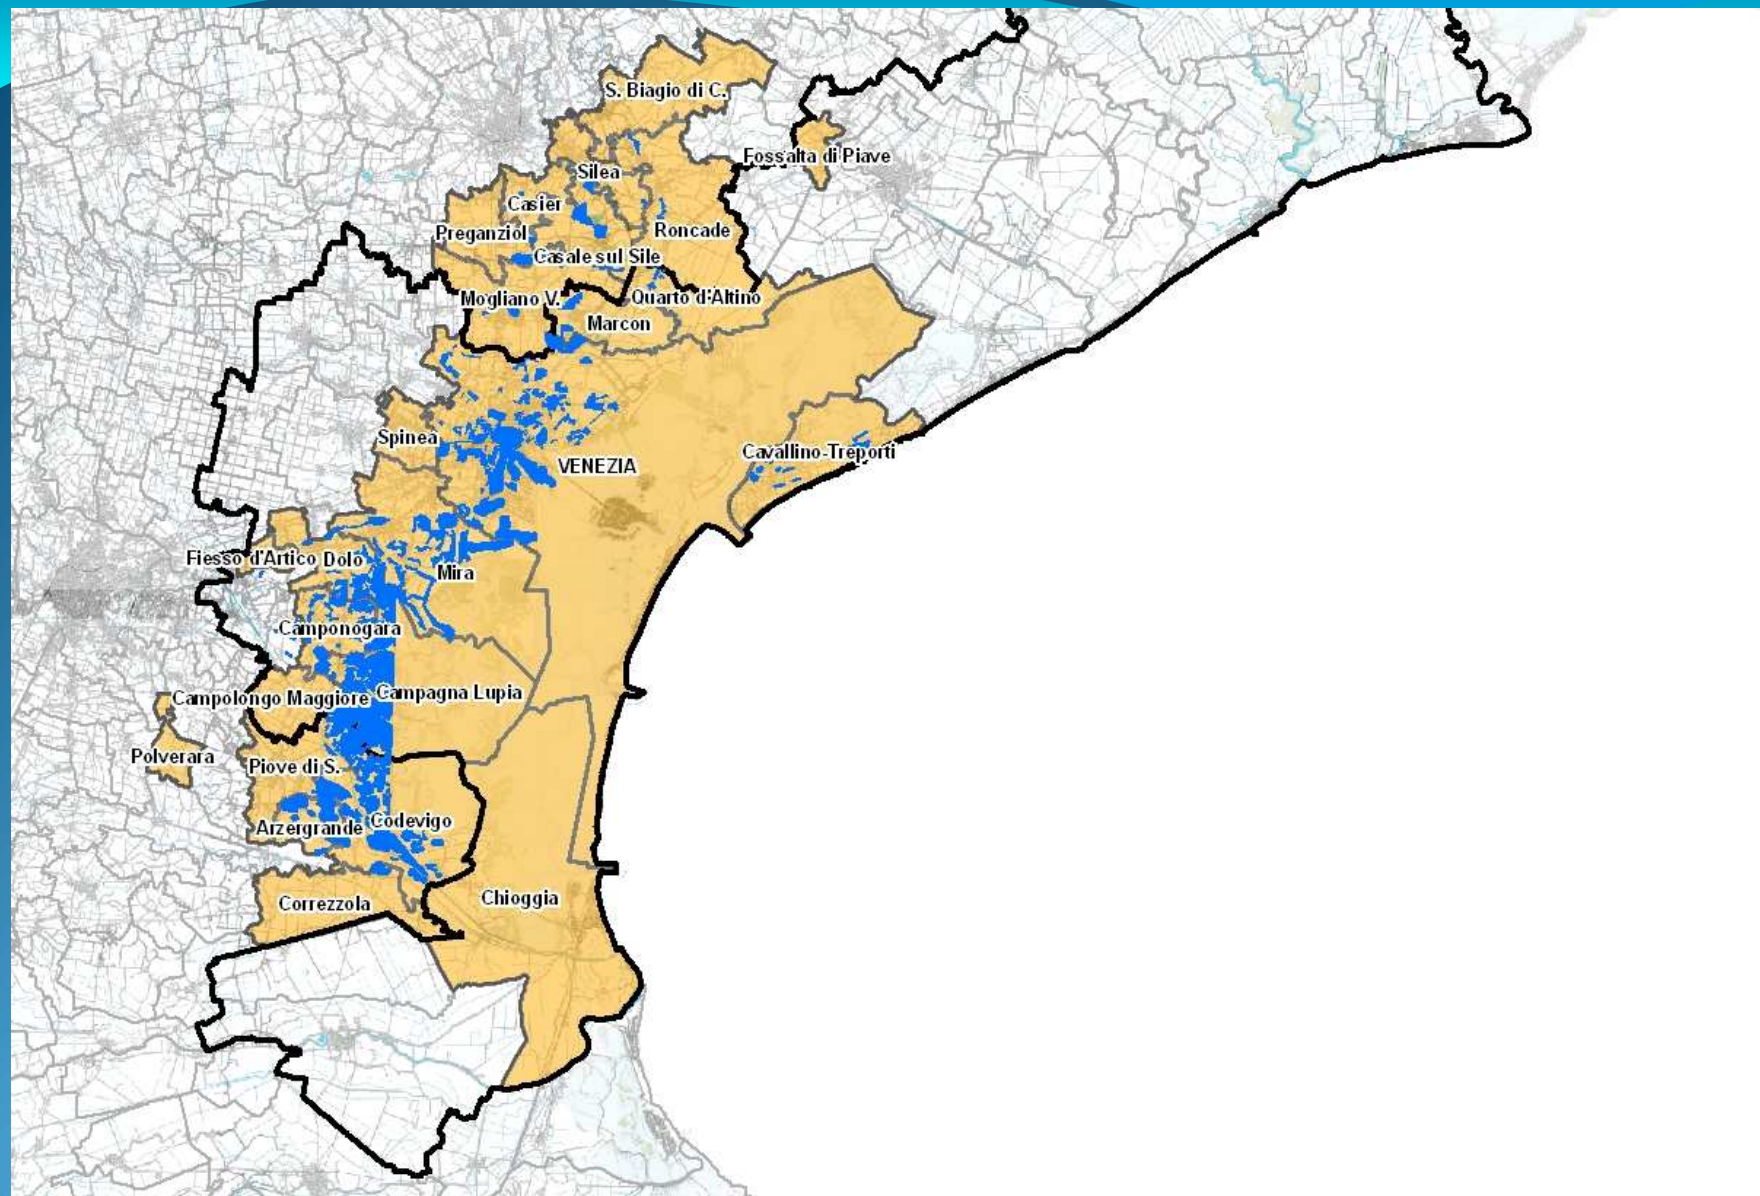 S. Biagio di C.
Fossalta di Piave
Silea
Casier
Preganziol
Roncade
Casale sul Sile
Mogliano V.
Quarto d'Altino
Marcon
Spinea
VENEZIA
Cavallino-Treporti
Fiesso d'Artico
Dolo
Mira
Camponogara
Campolongo Maggiore
Campagna Lupia
Polverara
Piove di S.
Arzergrande
Codevigo
Correzzola
Chioggia